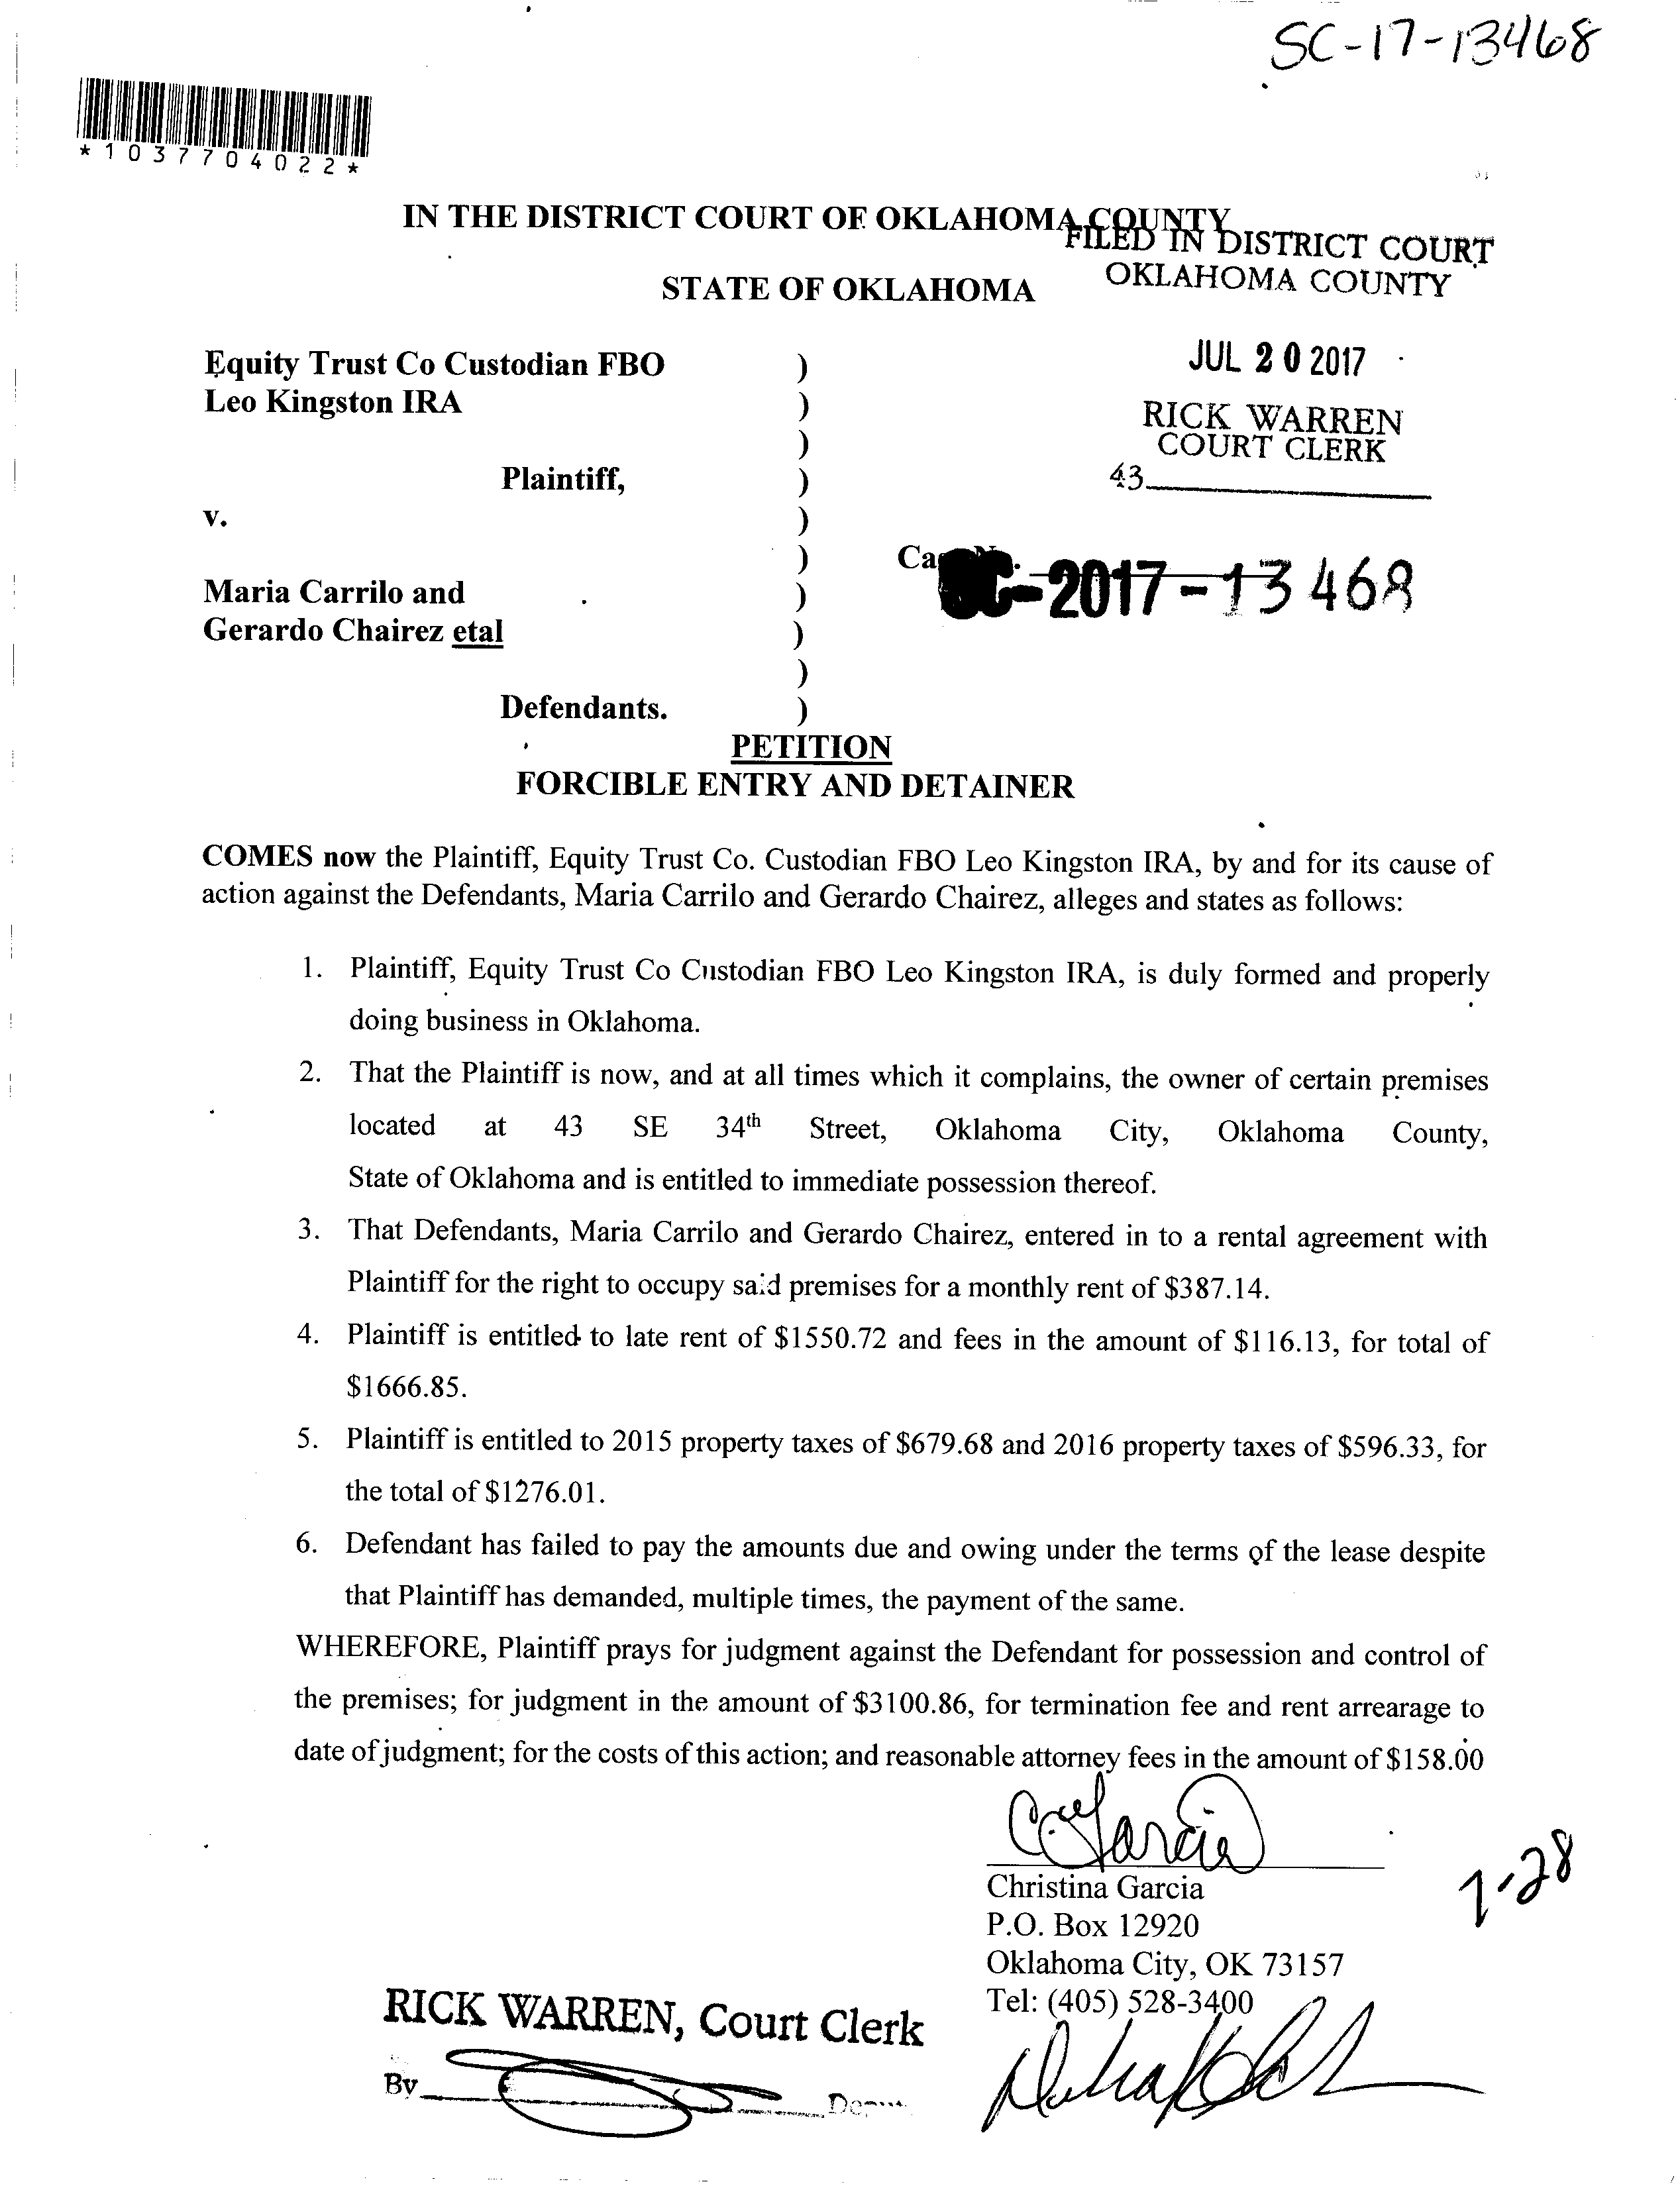 SC-17-13468
*1037704022*
IN THE DISTRICT COURT OF OKLAHOMA COUNTY
FILED IN DISTRICT COURT
OKLAHOMA COUNTY
STATE OF OKLAHOMA
JUL 20 2017
RICK WARREN
COURT CLERK
43
Equity Trust Co Custodian FBO )
Leo Kingston IRA )
)
Plaintiff, )
v. )
)
Maria Carrilo and )
Gerardo Chairez etal )
)
Defendants. )
SC-2017-13468
PETITION
FORCIBLE ENTRY AND DETAINER
COMES now the Plaintiff, Equity Trust Co. Custodian FBO Leo Kingston IRA, by and for its cause of
action against the Defendants, Maria Carrilo and Gerardo Chairez, alleges and states as follows:
1. Plaintiff, Equity Trust Co Custodian FBO Leo Kingston IRA, is duly formed and properly
doing business in Oklahoma.
2. That the Plaintiff is now, and at all times which it complains, the owner of certain premises
located at 43 SE 34th Street, Oklahoma City, Oklahoma County,
State of Oklahoma and is entitled to immediate possession thereof.
3. That Defendants, Maria Carrilo and Gerardo Chairez, entered in to a rental agreement with
Plaintiff for the right to occupy said premises for a monthly rent of $387.14.
4. Plaintiff is entitled to late rent of $1550.72 and fees in the amount of $116.13, for total of
$1666.85.
5. Plaintiff is entitled to 2015 property taxes of $679.68 and 2016 property taxes of $596.33, for
the total of $1276.01.
6. Defendant has failed to pay the amounts due and owing under the terms of the lease despite
that Plaintiff has demanded, multiple times, the payment of the same.
WHEREFORE, Plaintiff prays for judgment against the Defendant for possession and control of
the premises; for judgment in the amount of $3100.86, for termination fee and rent arrearage to
date of judgment; for the costs of this action; and reasonable attorney fees in the amount of $158.00
Christina Garcia
P.O. Box 12920
Oklahoma City, OK 73157
Tel: (405) 528-3400
7-28
RICK WARREN, Court Clerk
By